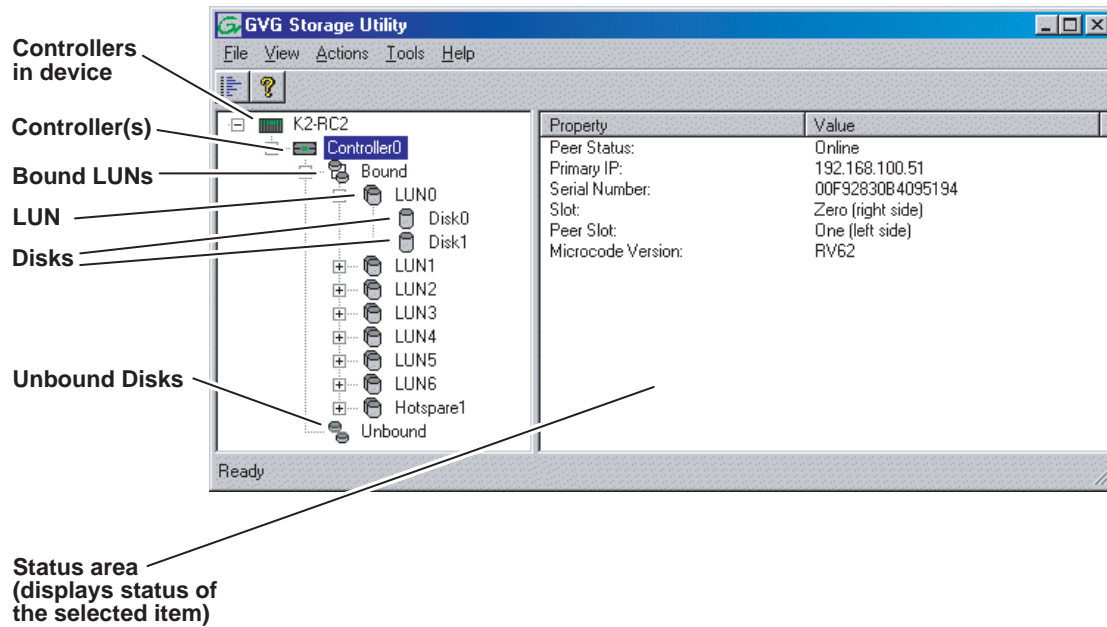 GVG Storage Utility
File View Actions Tools Help
Controllers
in device
Controller(s)
Bound LUNs
LUN
Disks
Unbound Disks
K2-RC2
Controller0
Bound
LUN0
Disk0
Disk1
LUN1
LUN2
LUN3
LUN4
LUN5
LUN6
Hotspare1
Unbound
Property Value
Peer Status: Online
Primary IP: 192.168.100.51
Serial Number: 00F92830B4095194
Slot: Zero (right side)
Peer Slot: One (left side)
Microcode Version: RV62
Ready
Status area
(displays status of
the selected item)